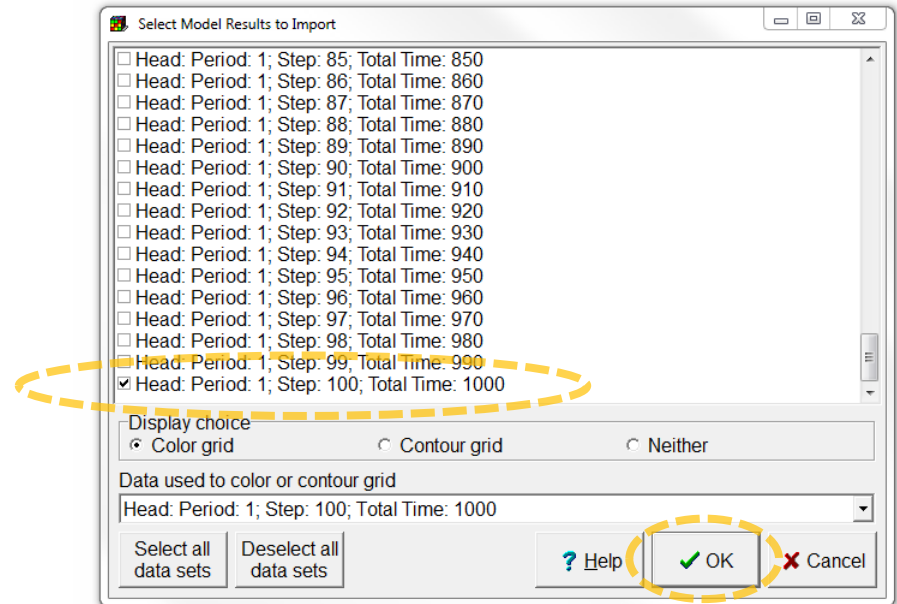 Select Model Results to Import
Head: Period: 1; Step: 85; Total Time: 850
Head: Period: 1; Step: 86; Total Time: 860
Head: Period: 1; Step: 87; Total Time: 870
Head: Period: 1; Step: 88; Total Time: 880
Head: Period: 1; Step: 89; Total Time: 890
Head: Period: 1; Step: 90; Total Time: 900
Head: Period: 1; Step: 91; Total Time: 910
Head: Period: 1; Step: 92; Total Time: 920
Head: Period: 1; Step: 93; Total Time: 930
Head: Period: 1; Step: 94; Total Time: 940
Head: Period: 1; Step: 95; Total Time: 950
Head: Period: 1; Step: 96; Total Time: 960
Head: Period: 1; Step: 97; Total Time: 970
Head: Period: 1; Step: 98; Total Time: 980
Head: Period: 1; Step: 99; Total Time: 990
Head: Period: 1; Step: 100; Total Time: 1000
Display choice
Color grid Contour grid Neither
Data used to color or contour grid
Head: Period: 1; Step: 100; Total Time: 1000
Select all data sets
Deselect all data sets
? Help
OK
Cancel